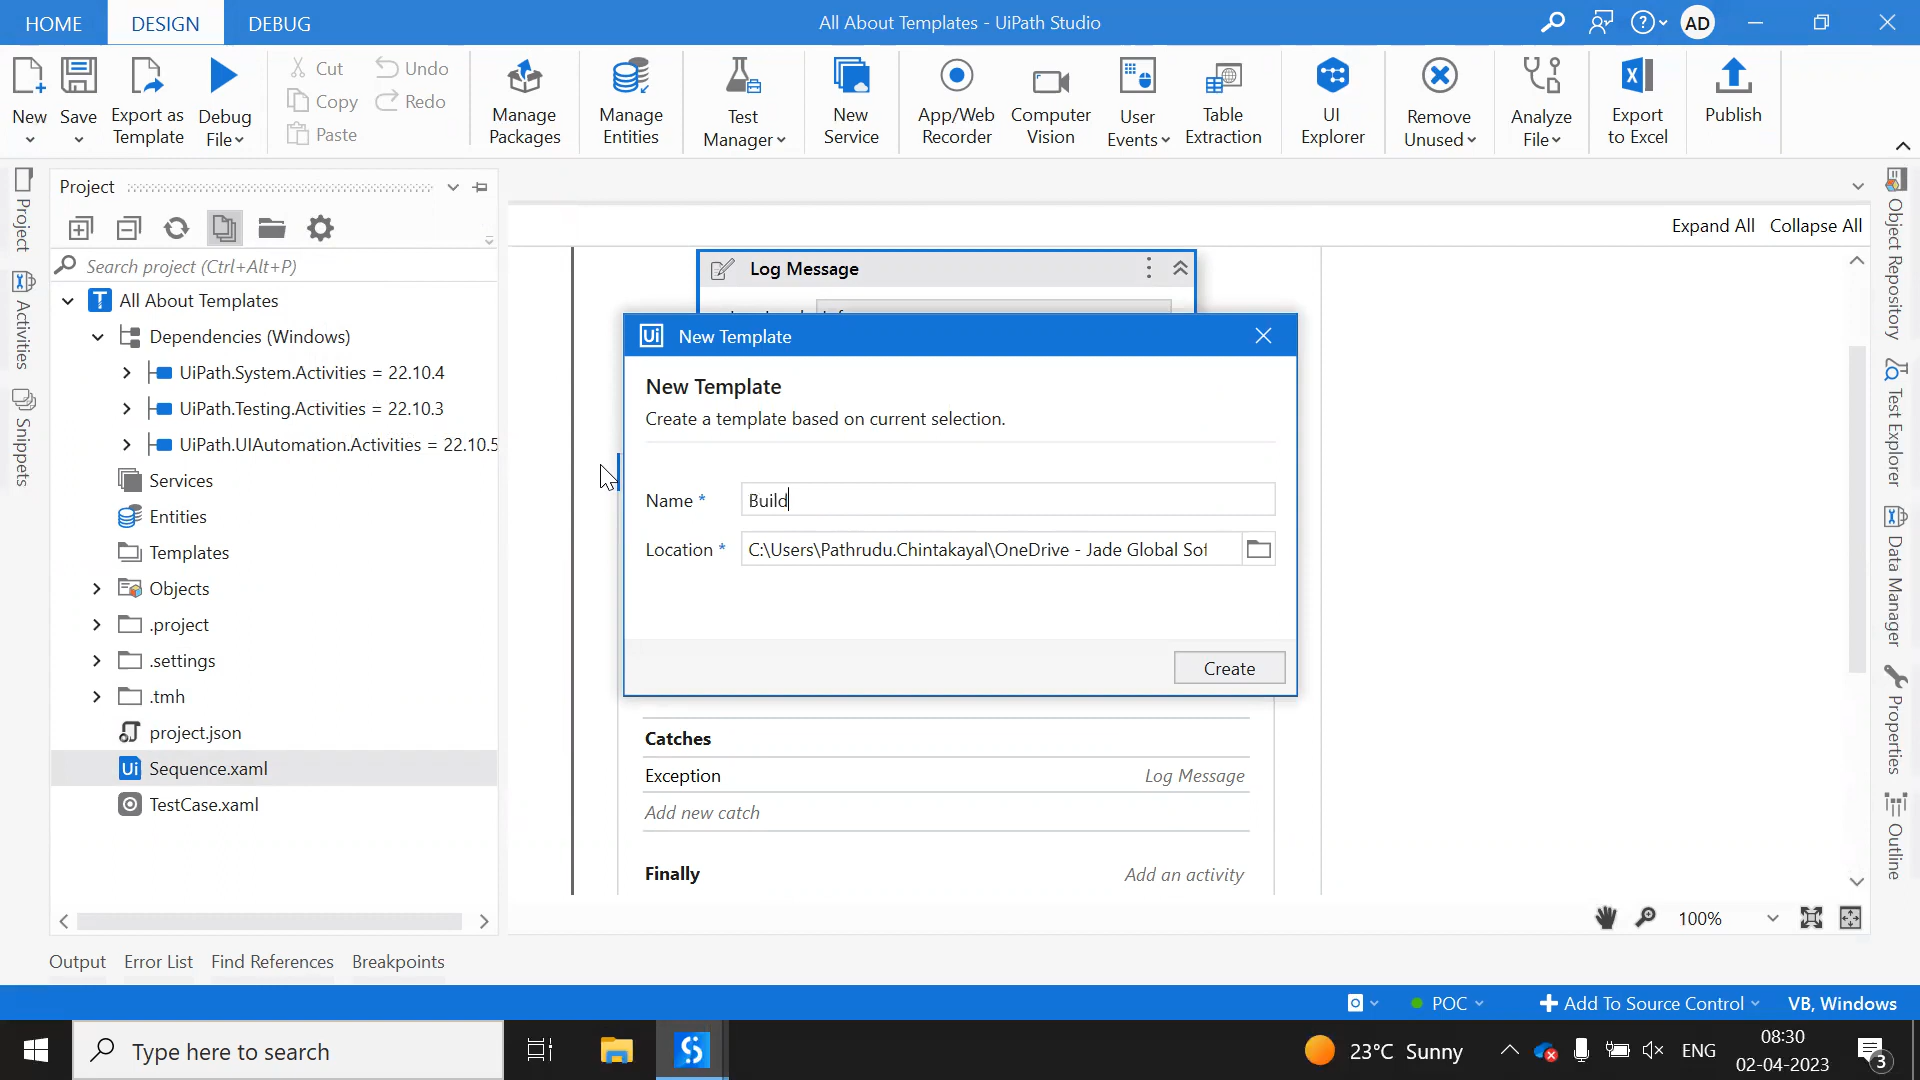 HOME DESIGN DEBUG All About Templates - UiPath Studio AD
New Save Export as Template Debug File
Cut Copy Paste Undo Redo
Manage Packages
Manage Entities
Test Manager
New Service
App/Web Recorder
Computer Vision
User Events
Table Extraction
UI Explorer
Remove Unused
Analyze File
Export to Excel
Publish
Project
Activities
Snippets
Project
Search project (Ctrl+Alt+P)
All About Templates
Dependencies (Windows)
UiPath.System.Activities = 22.10.4
UiPath.Testing.Activities = 22.10.3
UiPath.UIAutomation.Activities = 22.10.5
Services
Entities
Templates
Objects
.project
.settings
.tmh
project.json
Ui Sequence.xaml
TestCase.xaml
Expand All Collapse All
Log Message
Ui New Template
New Template
Create a template based on current selection.
Name * Build
Location * C:\Users\Pathrudu.Chintakayal\OneDrive - Jade Global Sof
Create
Catches
Exception Log Message
Add new catch
Finally Add an activity
100%
Object Repository
Test Explorer
Data Manager
Properties
Outline
Output Error List Find References Breakpoints
POC Add To Source Control VB, Windows
Type here to search
23°C Sunny ENG 08:30
02-04-2023 3